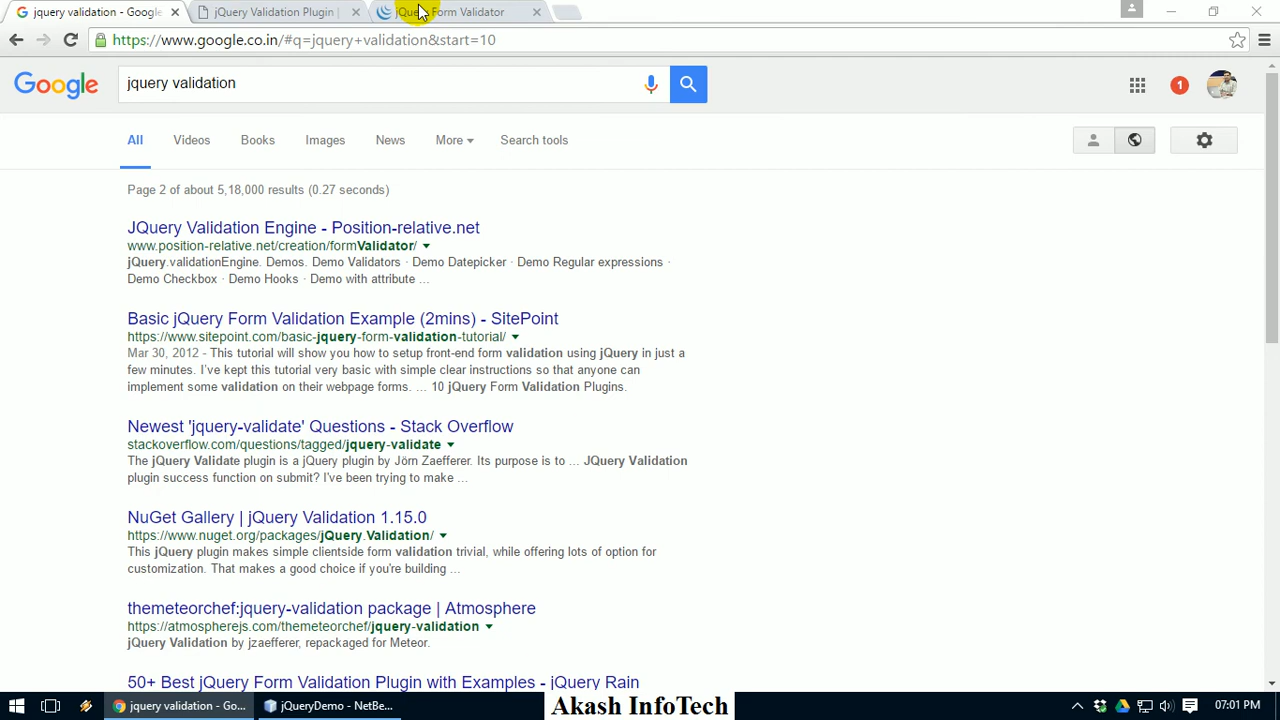 jquery validation - Google
jQuery Validation Plugin |
jQuery Form Validator
https://www.google.co.in/#q=jquery+validation&start=10
Google
jquery validation
1
All
Videos
Books
Images
News
More
Search tools
Page 2 of about 5,18,000 results (0.27 seconds)
JQuery Validation Engine - Position-relative.net
www.position-relative.net/creation/formValidator/
jQuery.validationEngine. Demos. Demo Validators · Demo Datepicker · Demo Regular expressions ·
Demo Checkbox · Demo Hooks · Demo with attribute ...
Basic jQuery Form Validation Example (2mins) - SitePoint
https://www.sitepoint.com/basic-jquery-form-validation-tutorial/
Mar 30, 2012 - This tutorial will show you how to setup front-end form validation using jQuery in just a
few minutes. I've kept this tutorial very basic with simple clear instructions so that anyone can
implement some validation on their webpage forms. ... 10 jQuery Form Validation Plugins.
Newest 'jquery-validate' Questions - Stack Overflow
stackoverflow.com/questions/tagged/jquery-validate
The jQuery Validate plugin is a jQuery plugin by Jörn Zaefferer. Its purpose is to ... JQuery Validation
plugin success function on submit? I've been trying to make ...
NuGet Gallery | jQuery Validation 1.15.0
https://www.nuget.org/packages/jQuery.Validation/
This jQuery plugin makes simple clientside form validation trivial, while offering lots of option for
customization. That makes a good choice if you're building ...
themeteorchef:jquery-validation package | Atmosphere
https://atmospherejs.com/themeteorchef/jquery-validation
jQuery Validation by jzaefferer, repackaged for Meteor.
50+ Best jQuery Form Validation Plugin with Examples - jQuery Rain
jquery validation - Go...
jQueryDemo - NetBe...
Akash InfoTech
07:01 PM